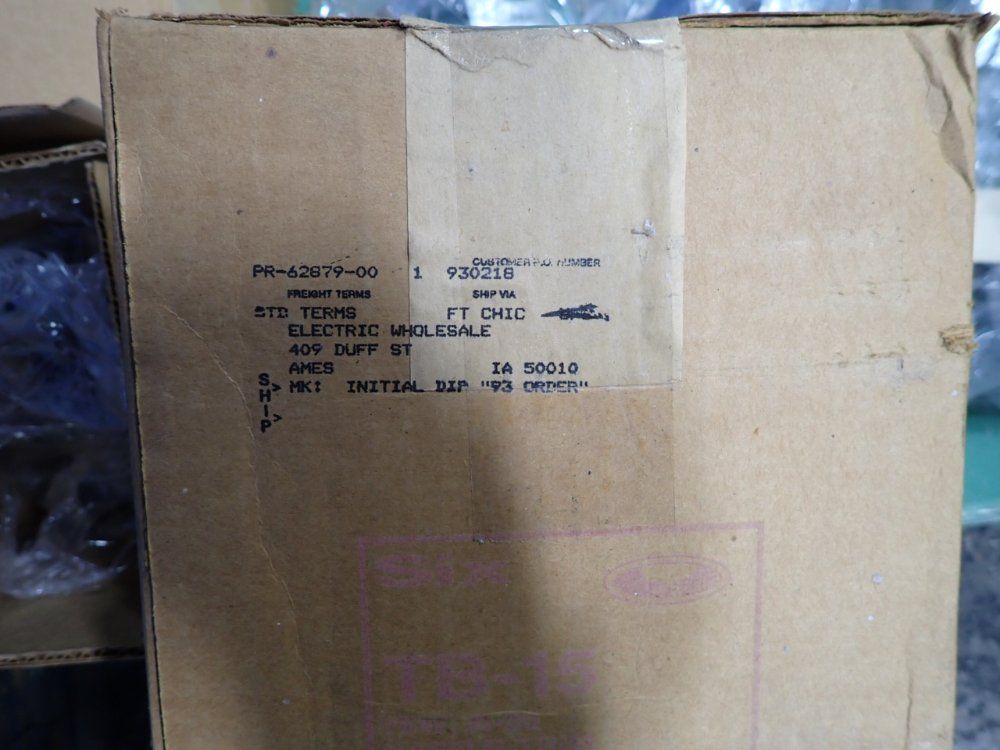 CUSTOMER P.O. NUMBER
PR-62879-00 1 930218
FREIGHT TERMS SHIP VIA
STD TERMS FT CHIC
ELECTRIC WHOLESALE
409 DUFF ST
AMES IA 50010
MK: INITIAL DIP "93 ORDER"
SHIP>
Six
TB-15